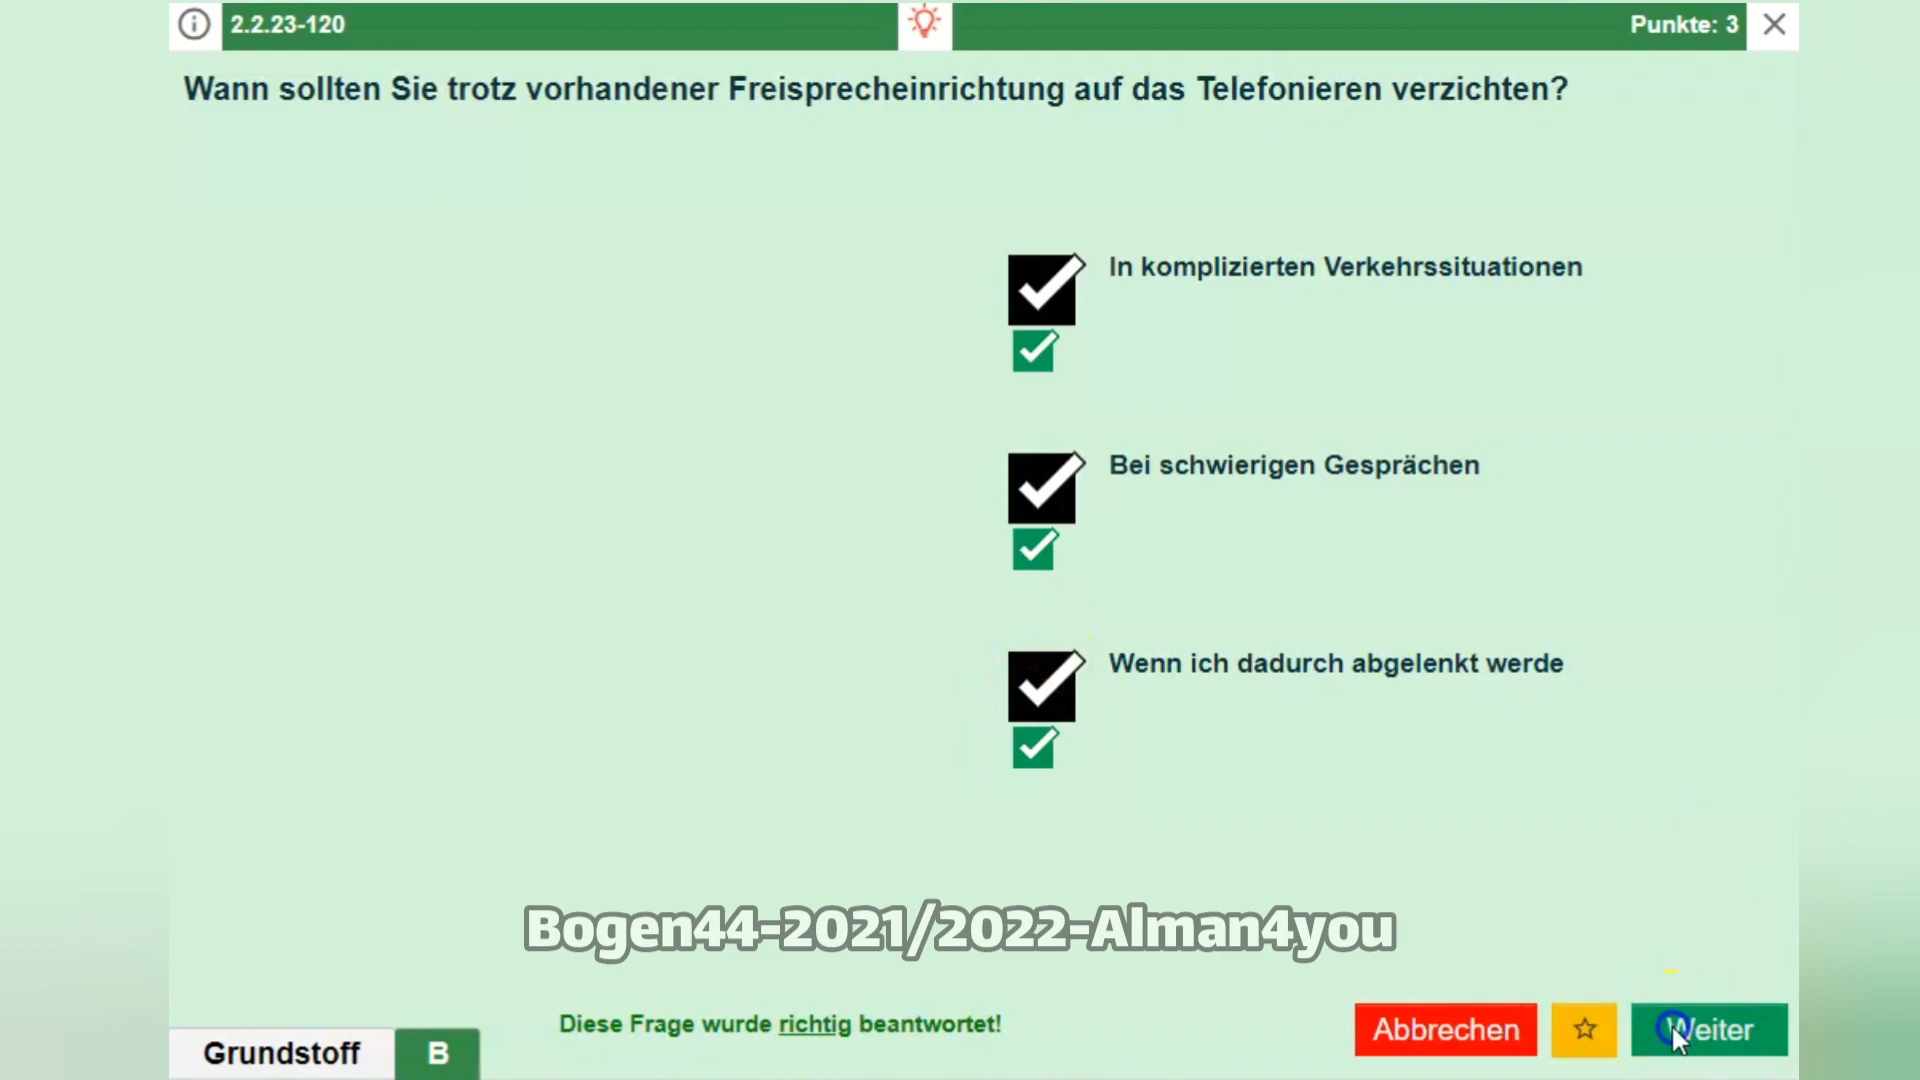 2.2.23-120
Punkte: 3
Wann sollten Sie trotz vorhandener Freisprecheinrichtung auf das Telefonieren verzichten?
In komplizierten Verkehrssituationen
Bei schwierigen Gesprächen
Wenn ich dadurch abgelenkt werde
Bogen44-2021/2022-Alman4you
Diese Frage wurde richtig beantwortet!
Abbrechen
Weiter
Grundstoff
B